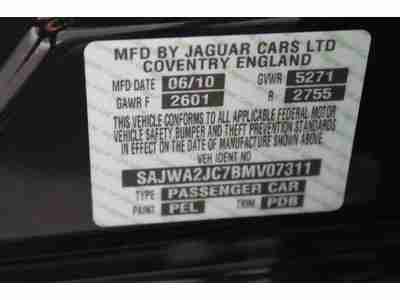 MFD BY JAGUAR CARS LTD
COVENTRY ENGLAND
MFD DATE 06/10 GVWR 5271
GAWR F 2601 R 2755
THIS VEHICLE CONFORMS TO ALL APPLICABLE FEDERAL MOTOR
VEHICLE SAFETY, BUMPER AND THEFT PREVENTION STANDARDS
IN EFFECT ON THE DATE OF MANUFACTURE SHOWN ABOVE
VEH IDENT NO
SAJWA2JC7BMV07311
TYPE PASSENGER CAR
PAINT PEL TRIM PDB